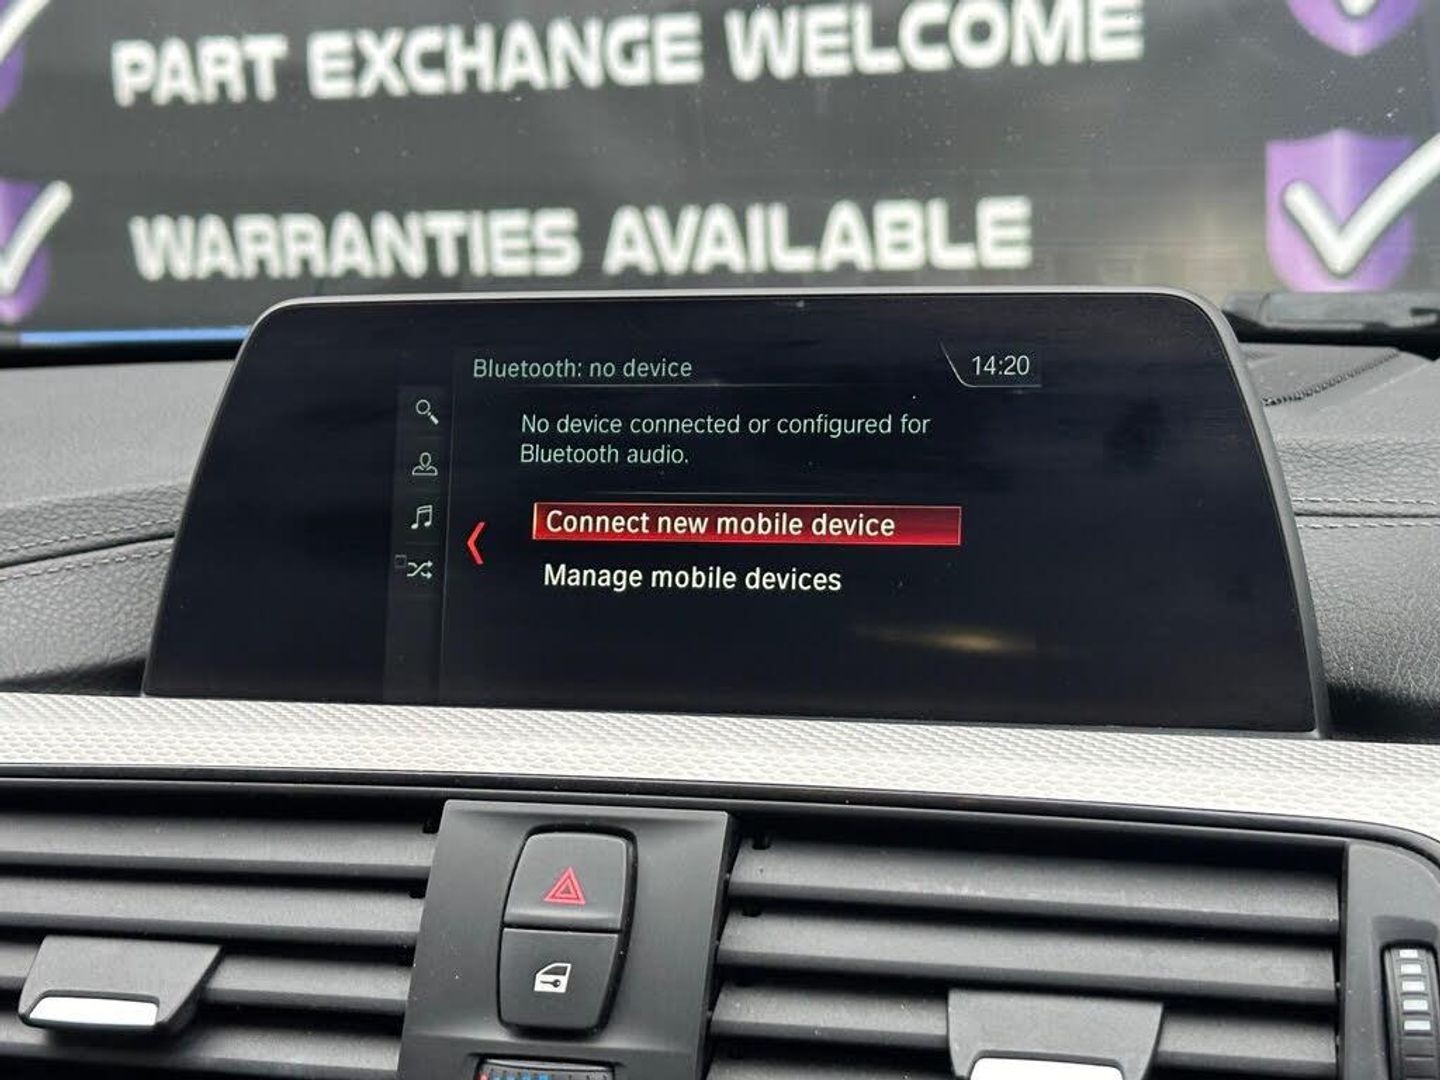 PART EXCHANGE WELCOME
WARRANTIES AVAILABLE
Bluetooth: no device
14:20
No device connected or configured for
Bluetooth audio.
Connect new mobile device
Manage mobile devices